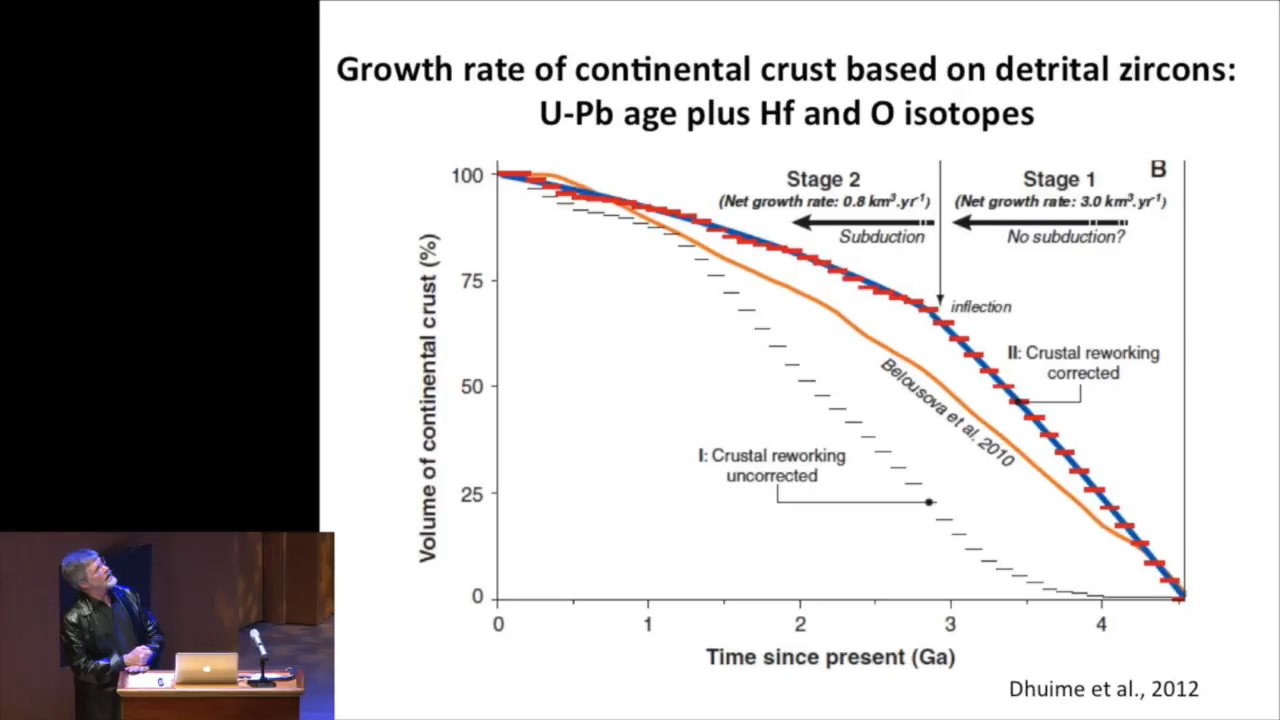 Growth rate of continental crust based on detrital zircons:
U-Pb age plus Hf and O isotopes
B
Stage 2
(Net growth rate: 0.8 km³.yr⁻¹)
Subduction
Stage 1
(Net growth rate: 3.0 km³.yr⁻¹)
No subduction?
inflection
II: Crustal reworking
corrected
Belousova et al, 2010
I: Crustal reworking
uncorrected
Volume of continental crust (%)
100
75
50
25
0
0 1 2 3 4
Time since present (Ga)
Dhuime et al., 2012